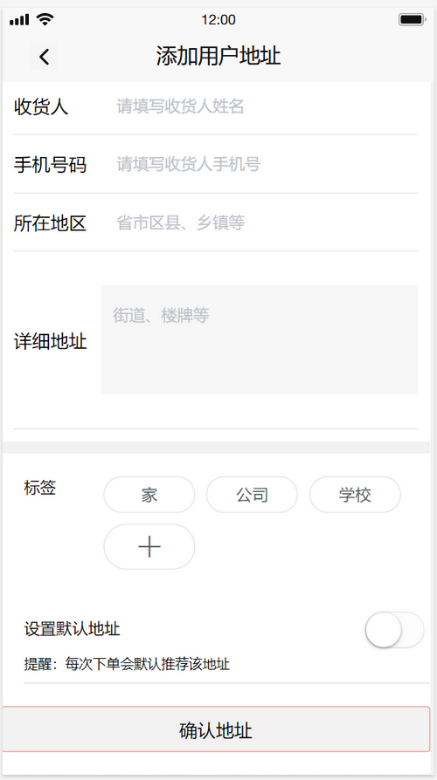 12:00
添加用户地址
收货人 请填写收货人姓名
手机号码 请填写收货人手机号
所在地区 省市区县、乡镇等
街道、楼牌等
详细地址
标签 家 公司 学校
设置默认地址
提醒：每次下单会默认推荐该地址
确认地址